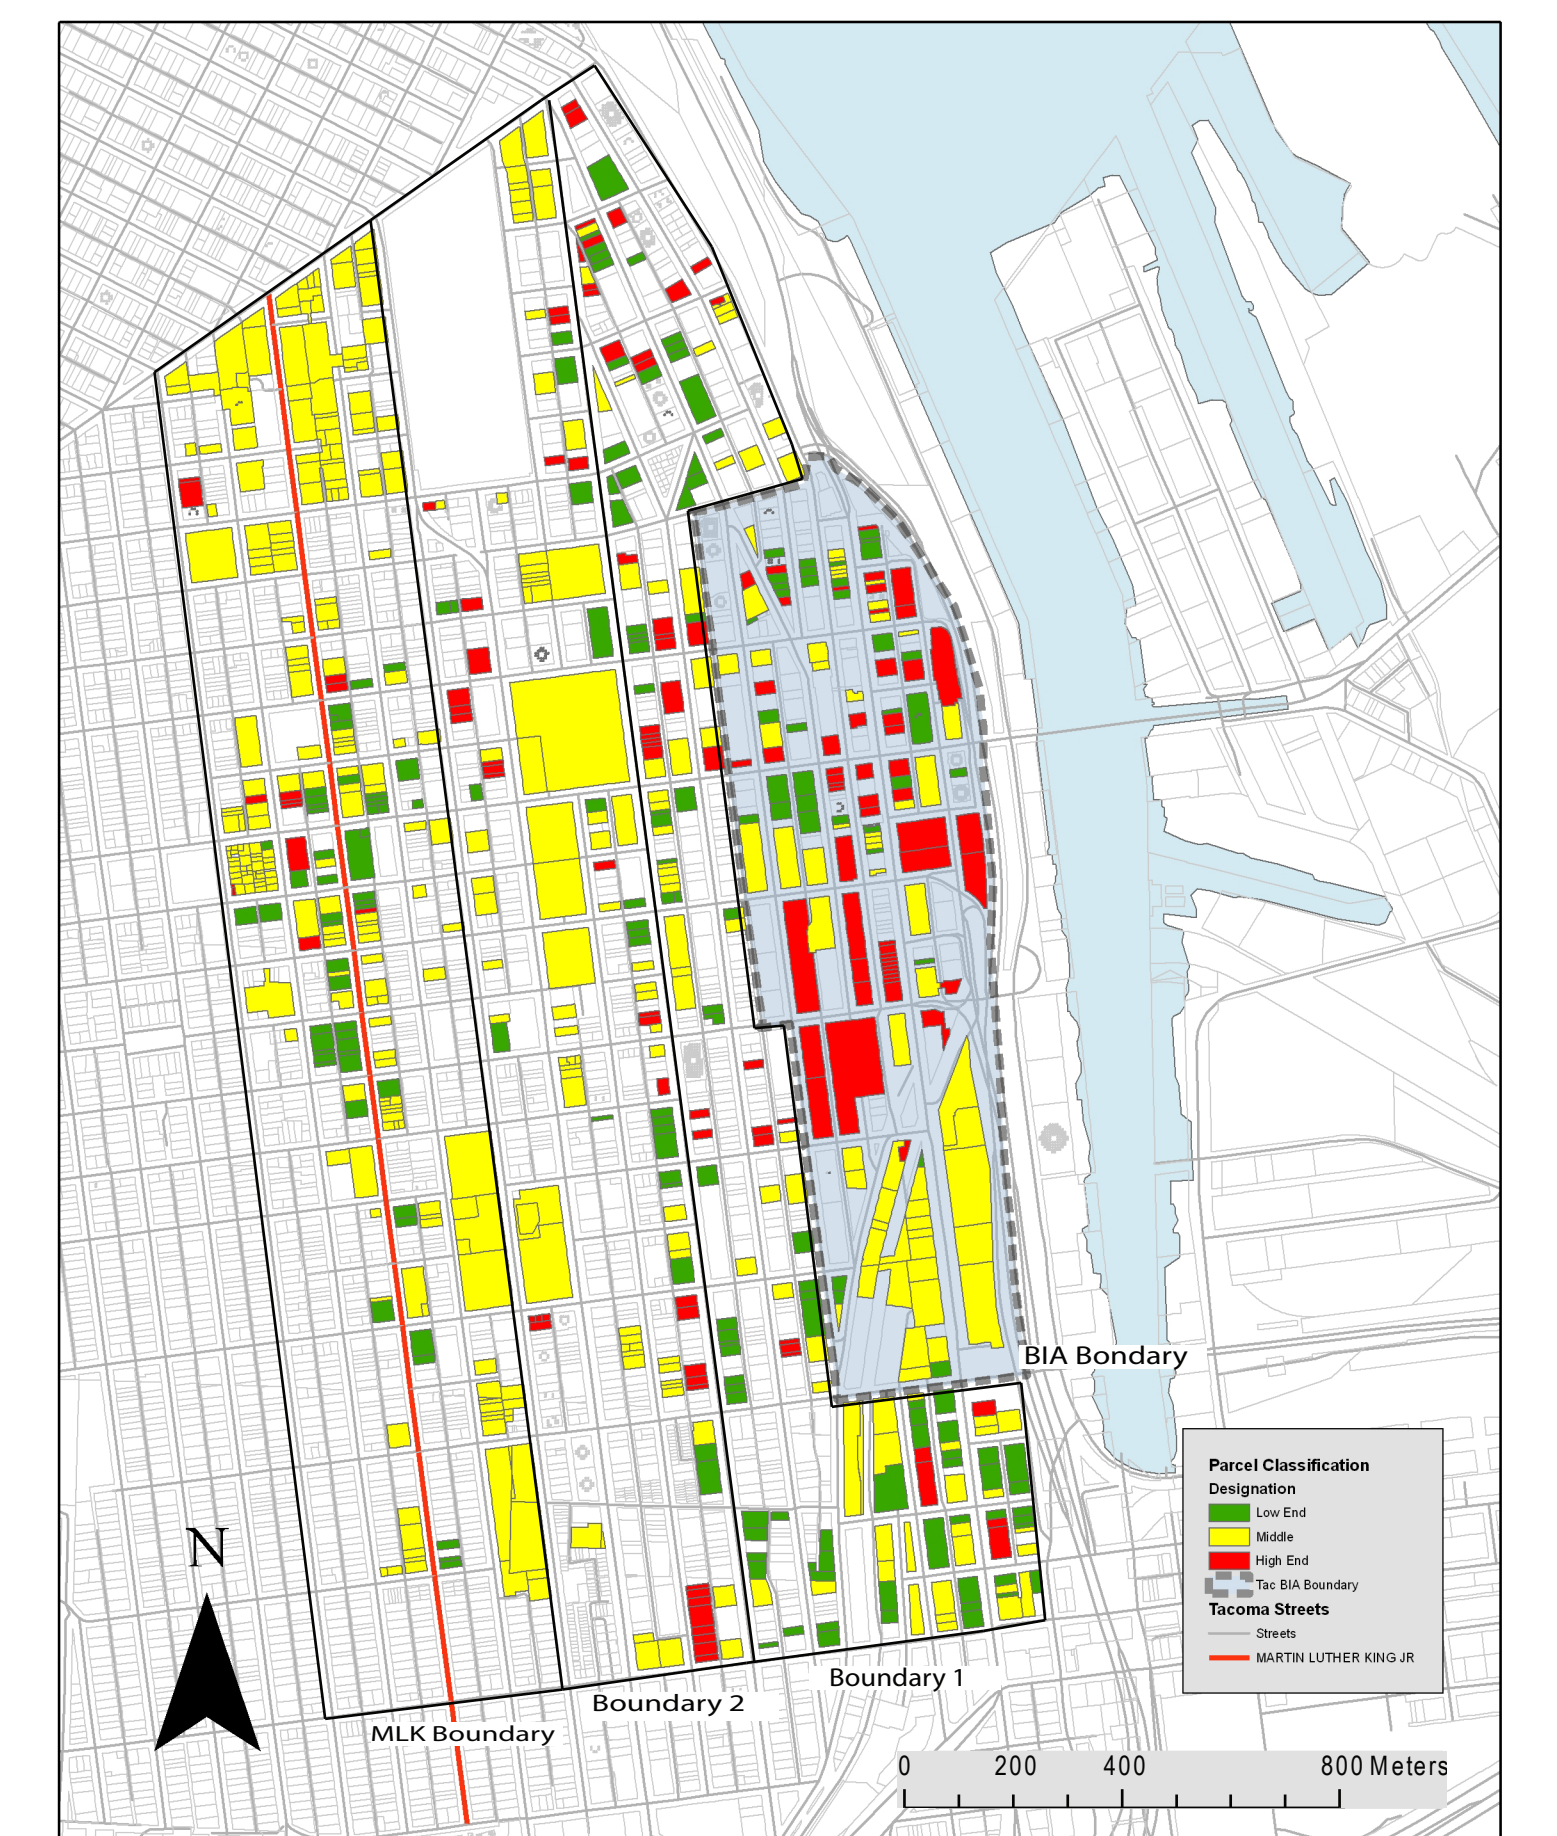 BIA Bondary
Parcel Classification
Designation
Low End
Middle
High End
Tac BIA Boundary
Tacoma Streets
Streets
MARTIN LUTHER KING JR
N
Boundary 1
Boundary 2
MLK Boundary
0 200 400 800 Meters